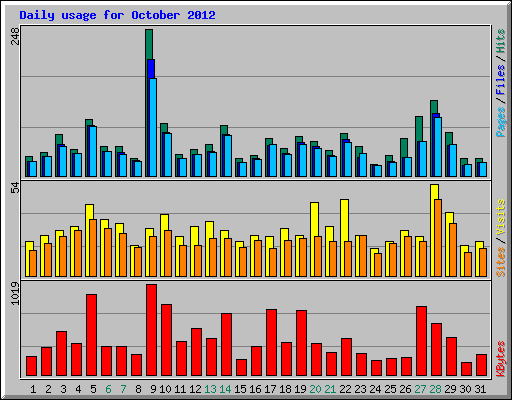 Daily usage for October 2012
248
Pages / Files / Hits
54
Sites / Visits
1019
KBytes
1 2 3 4 5 6 7 8 9 10 11 12 13 14 15 16 17 18 19 20 21 22 23 24 25 26 27 28 29 30 31